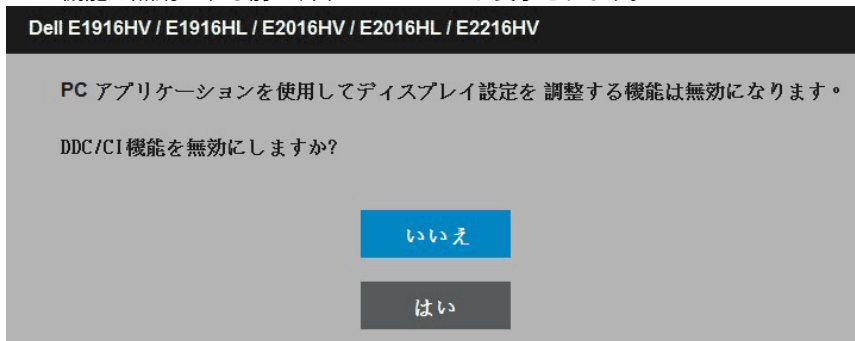 Dell E1916HV / E1916HL / E2016HV / E2016HL / E2216HV
PC アプリケーションを使用してディスプレイ設定を 調整する機能は無効になります。
DDC/CI機能を無効にしますか?
いいえ
はい